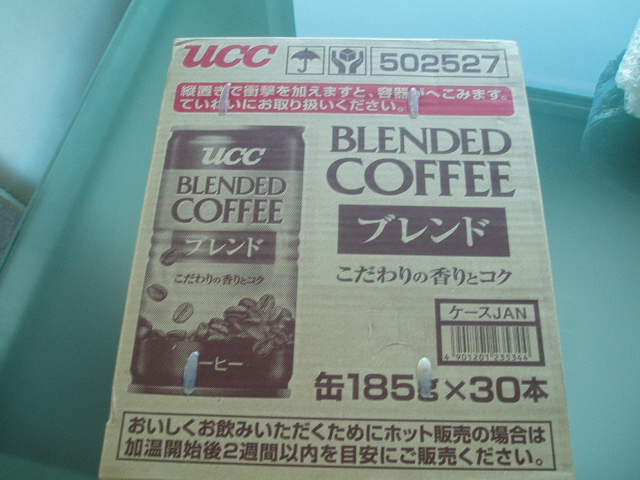 UCC
502527
縦置きで衝撃を加えますと、容器がへこみます。
ていねいにお取り扱いください。
UCC
BLENDED
COFFEE
ブレンド
こだわりの香りとコク
ーヒー
BLENDED
COFFEE
ブレンド
こだわりの香りとコク
ケースJAN
4901201235344
缶185g×30本
おいしくお飲みいただくためにホット販売の場合は
加温開始後2週間以内を目安にご販売ください。